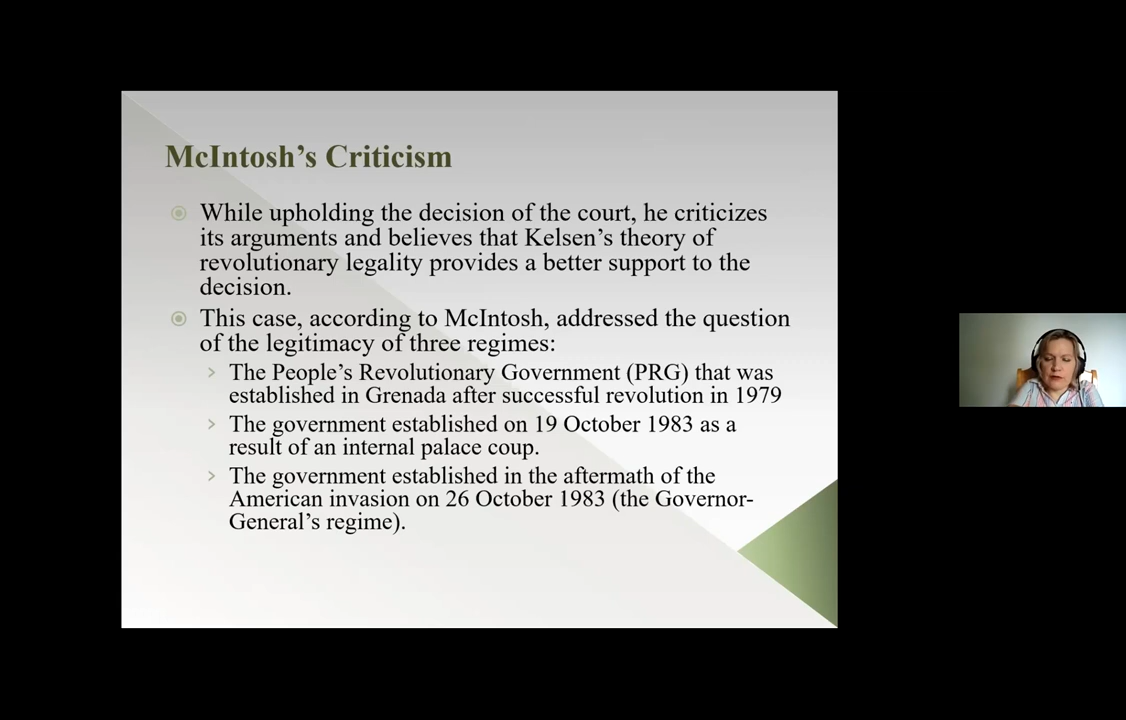 McIntosh’s Criticism
While upholding the decision of the court, he criticizes
its arguments and believes that Kelsen’s theory of
revolutionary legality provides a better support to the
decision.
This case, according to McIntosh, addressed the question
of the legitimacy of three regimes:
The People’s Revolutionary Government (PRG) that was
established in Grenada after successful revolution in 1979
The government established on 19 October 1983 as a
result of an internal palace coup.
The government established in the aftermath of the
American invasion on 26 October 1983 (the Governor-
General’s regime).